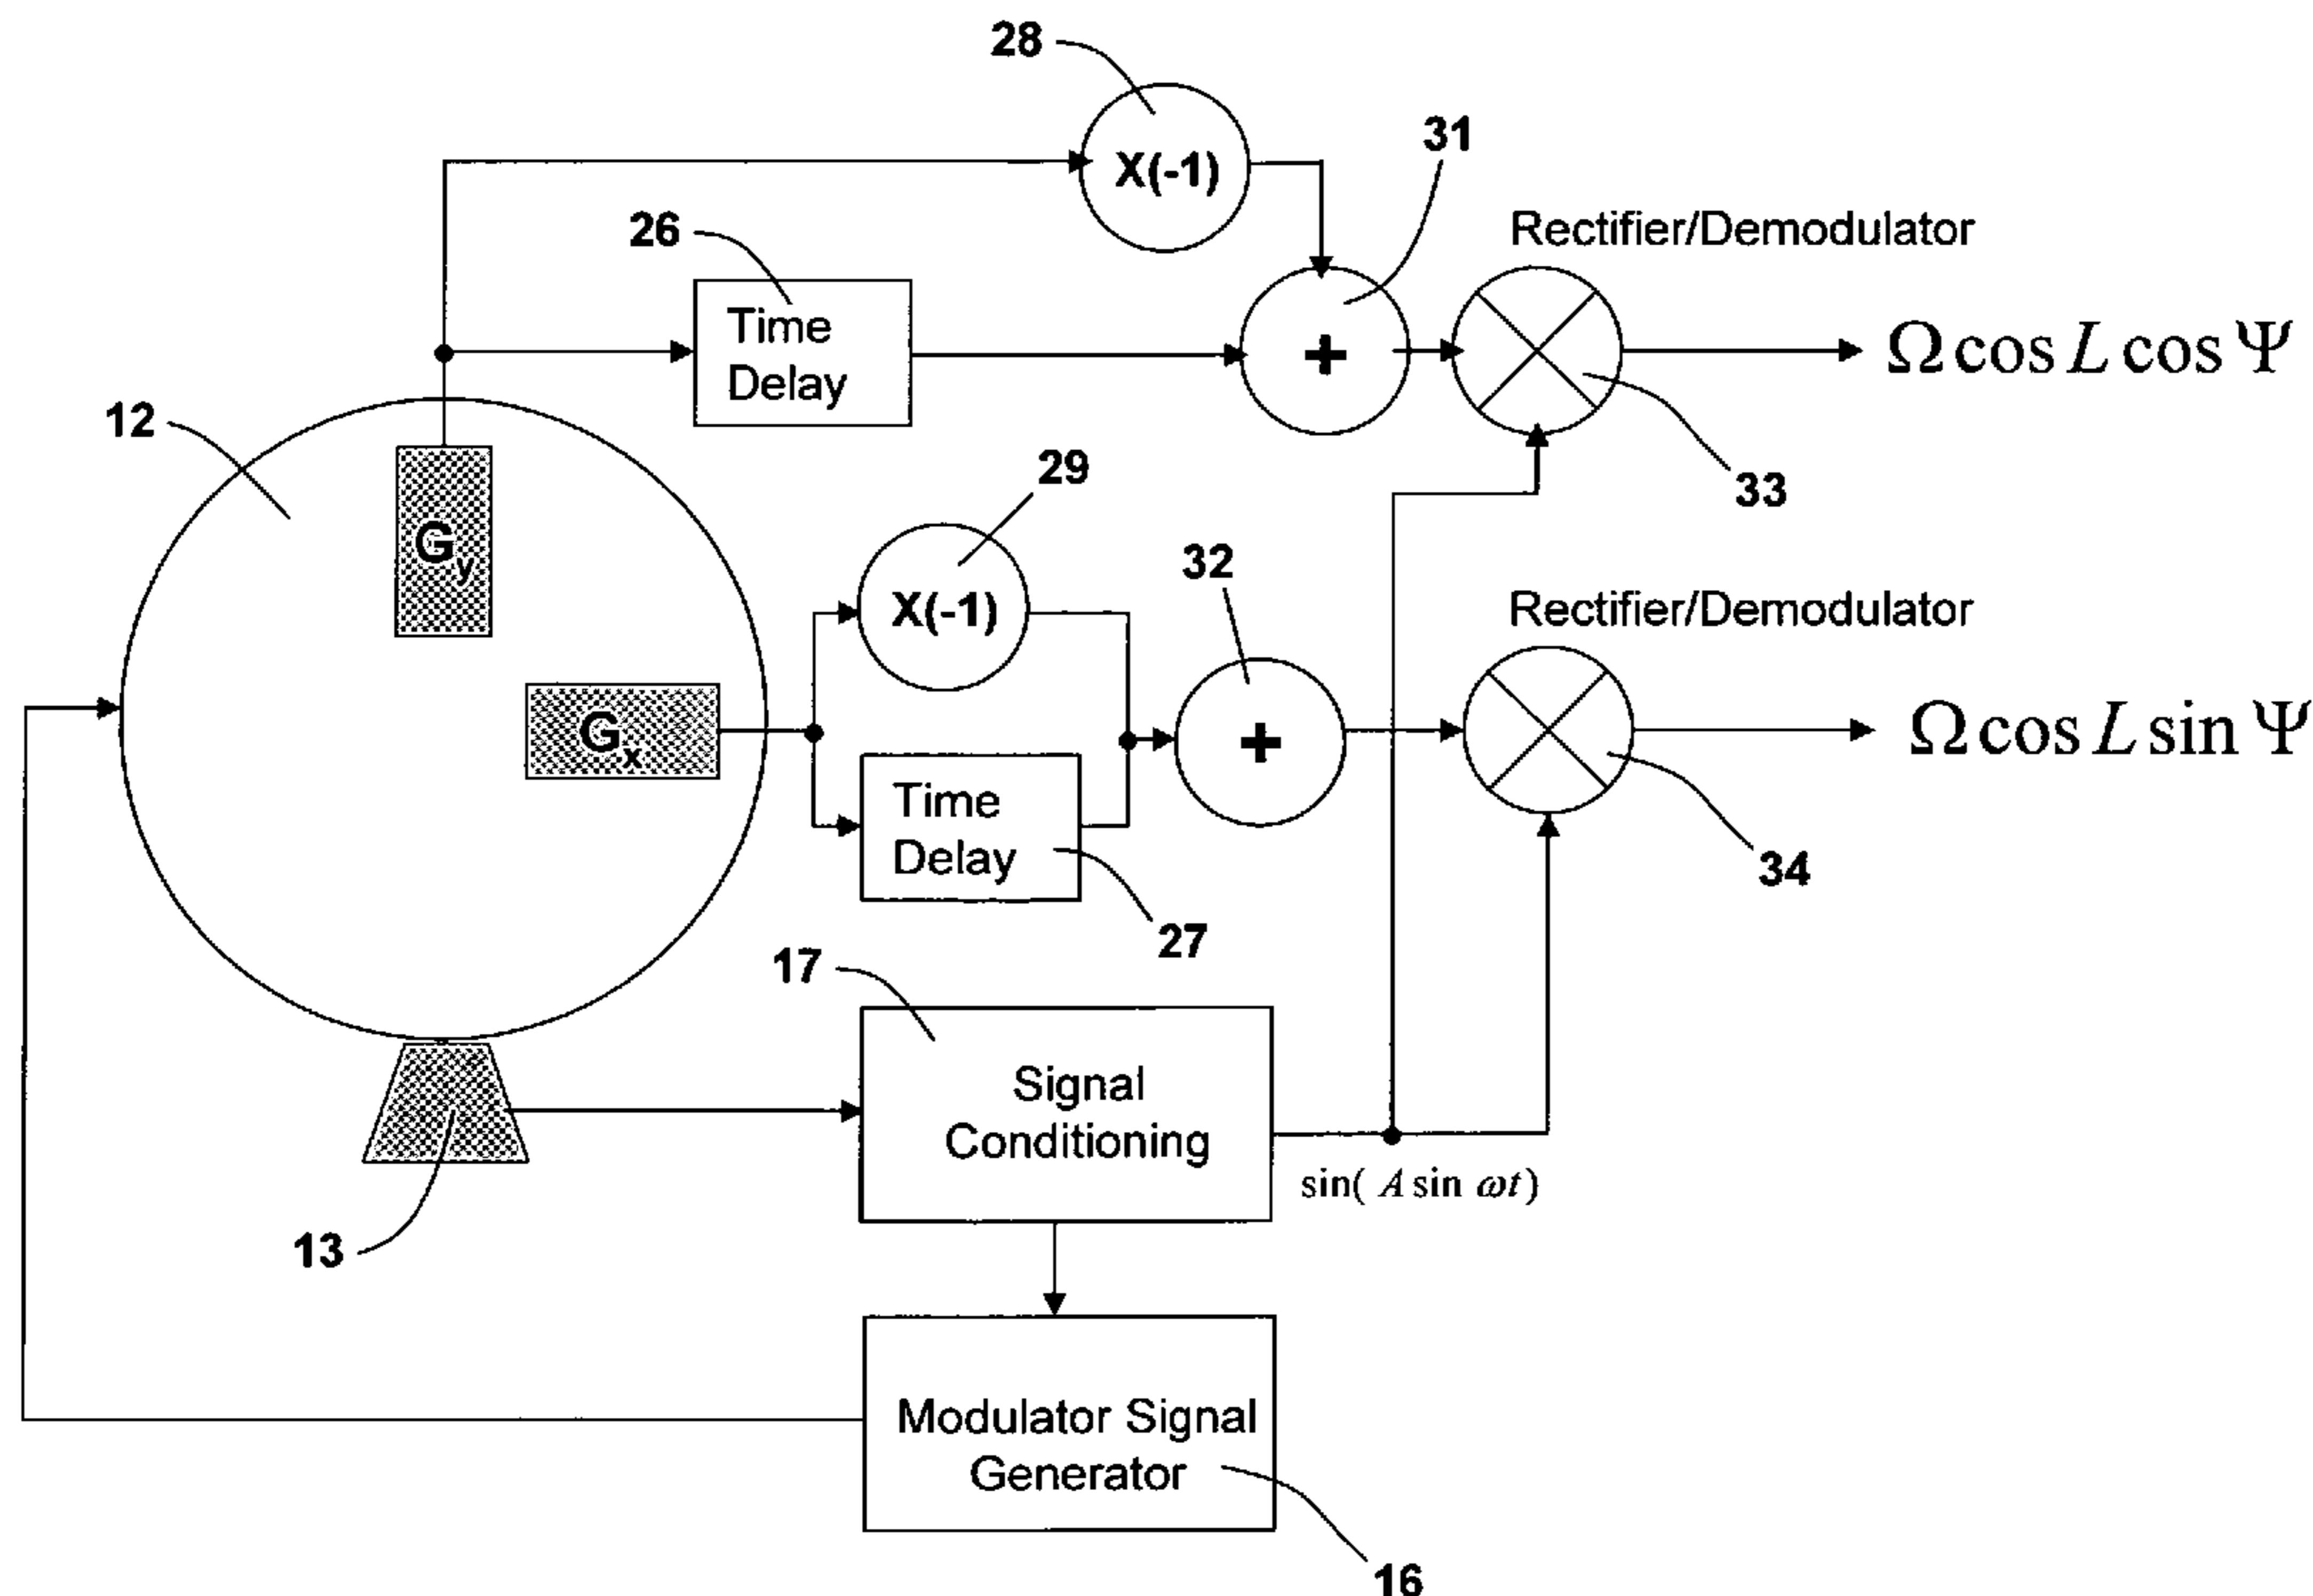 28
X(-1)
31
Rectifier/Demodulator
26
Time
Delay
+
Ω cos L cos Ψ
12
33
G_y
29
X(-1)
32
Rectifier/Demodulator
G_x
+
Ω cos L sin Ψ
Time
Delay
34
27
17
Signal
Conditioning
sin( A sin ωt)
13
Modulator Signal
Generator
16